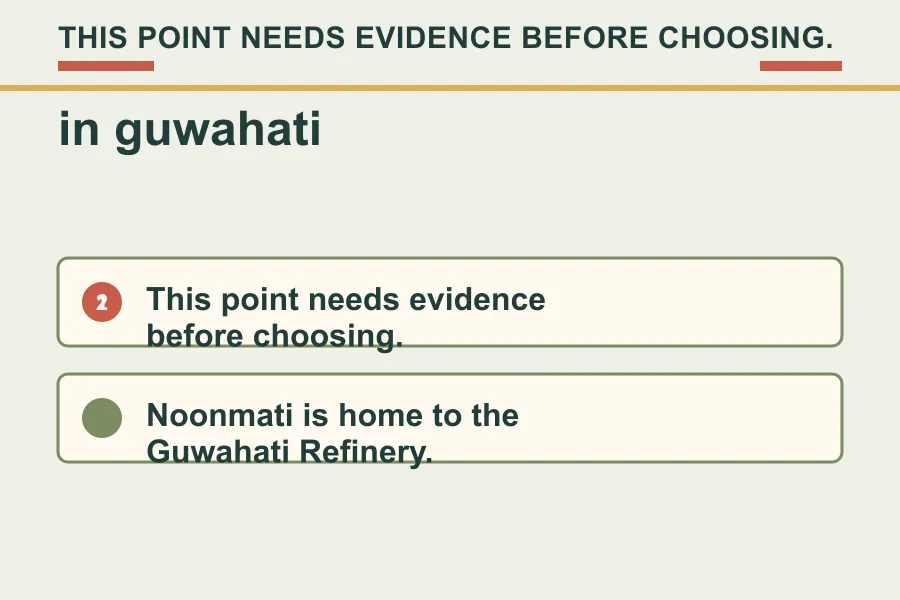 THIS POINT NEEDS EVIDENCE BEFORE CHOOSING.
in guwahati
2 This point needs evidence
before choosing.
Noonmati is home to the
Guwahati Refinery.